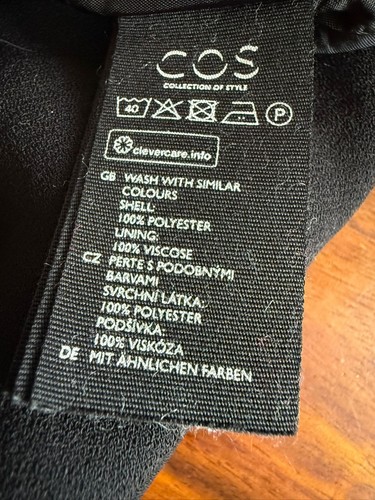 COS
COLLECTION OF STYLE
40 P
clevercare.info
GB WASH WITH SIMILAR
COLOURS
SHELL:
100% POLYESTER
LINING:
100% VISCOSE
CZ PERTE S PODOBNÝMI
BARVAMI
SVRCHNÍ LÁTKA:
100% POLYESTER
PODŠÍVKA:
100% VISKÓZA
DE MIT ÄHNLICHEN FARBEN